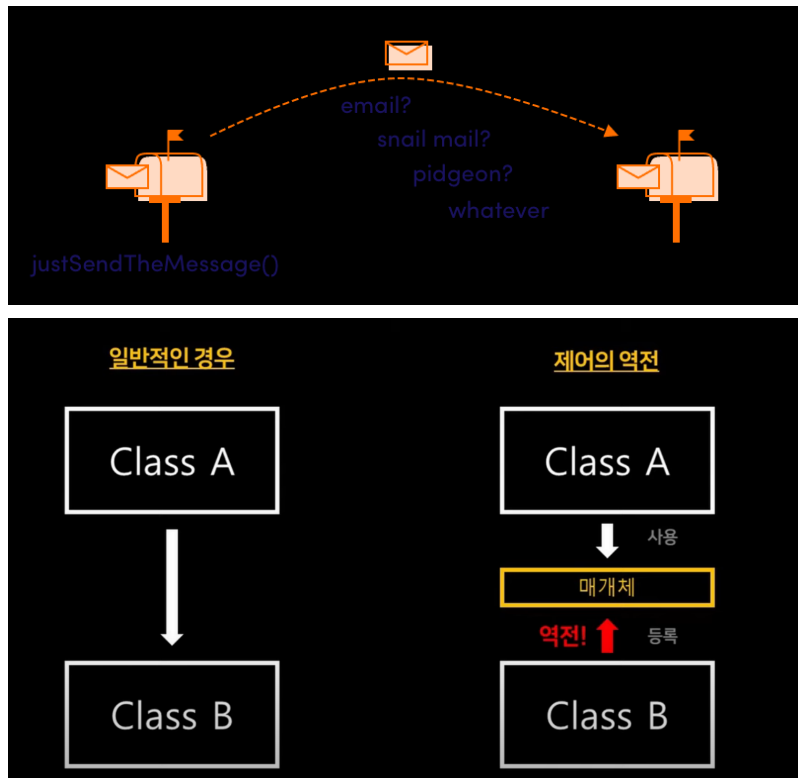 email?
snail mail?
pidgeon?
whatever
justSendTheMessage()
일반적인 경우
Class A
Class B
제어의 역전
Class A
사용
매개체
역전!
등록
Class B